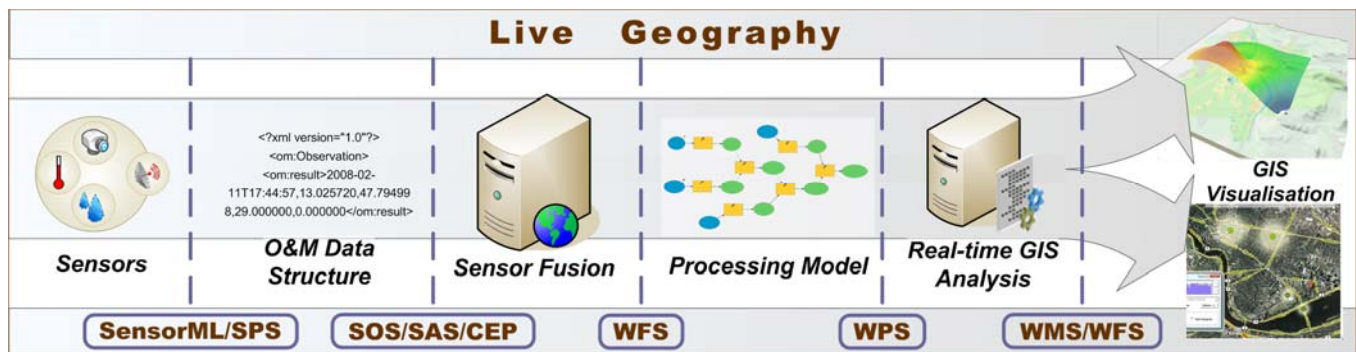 Live Geography
<?xml version="1.0"?>
<om:Observation>
<om:result>2008-02-
11T17:44:57,13.025720,47.79499
8,29.000000,0.000000</om:result>
Sensors
O&M Data
Structure
Sensor Fusion
Processing Model
Real-time GIS
Analysis
GIS
Visualisation
SensorML/SPS
SOS/SAS/CEP
WFS
WPS
WMS/WFS